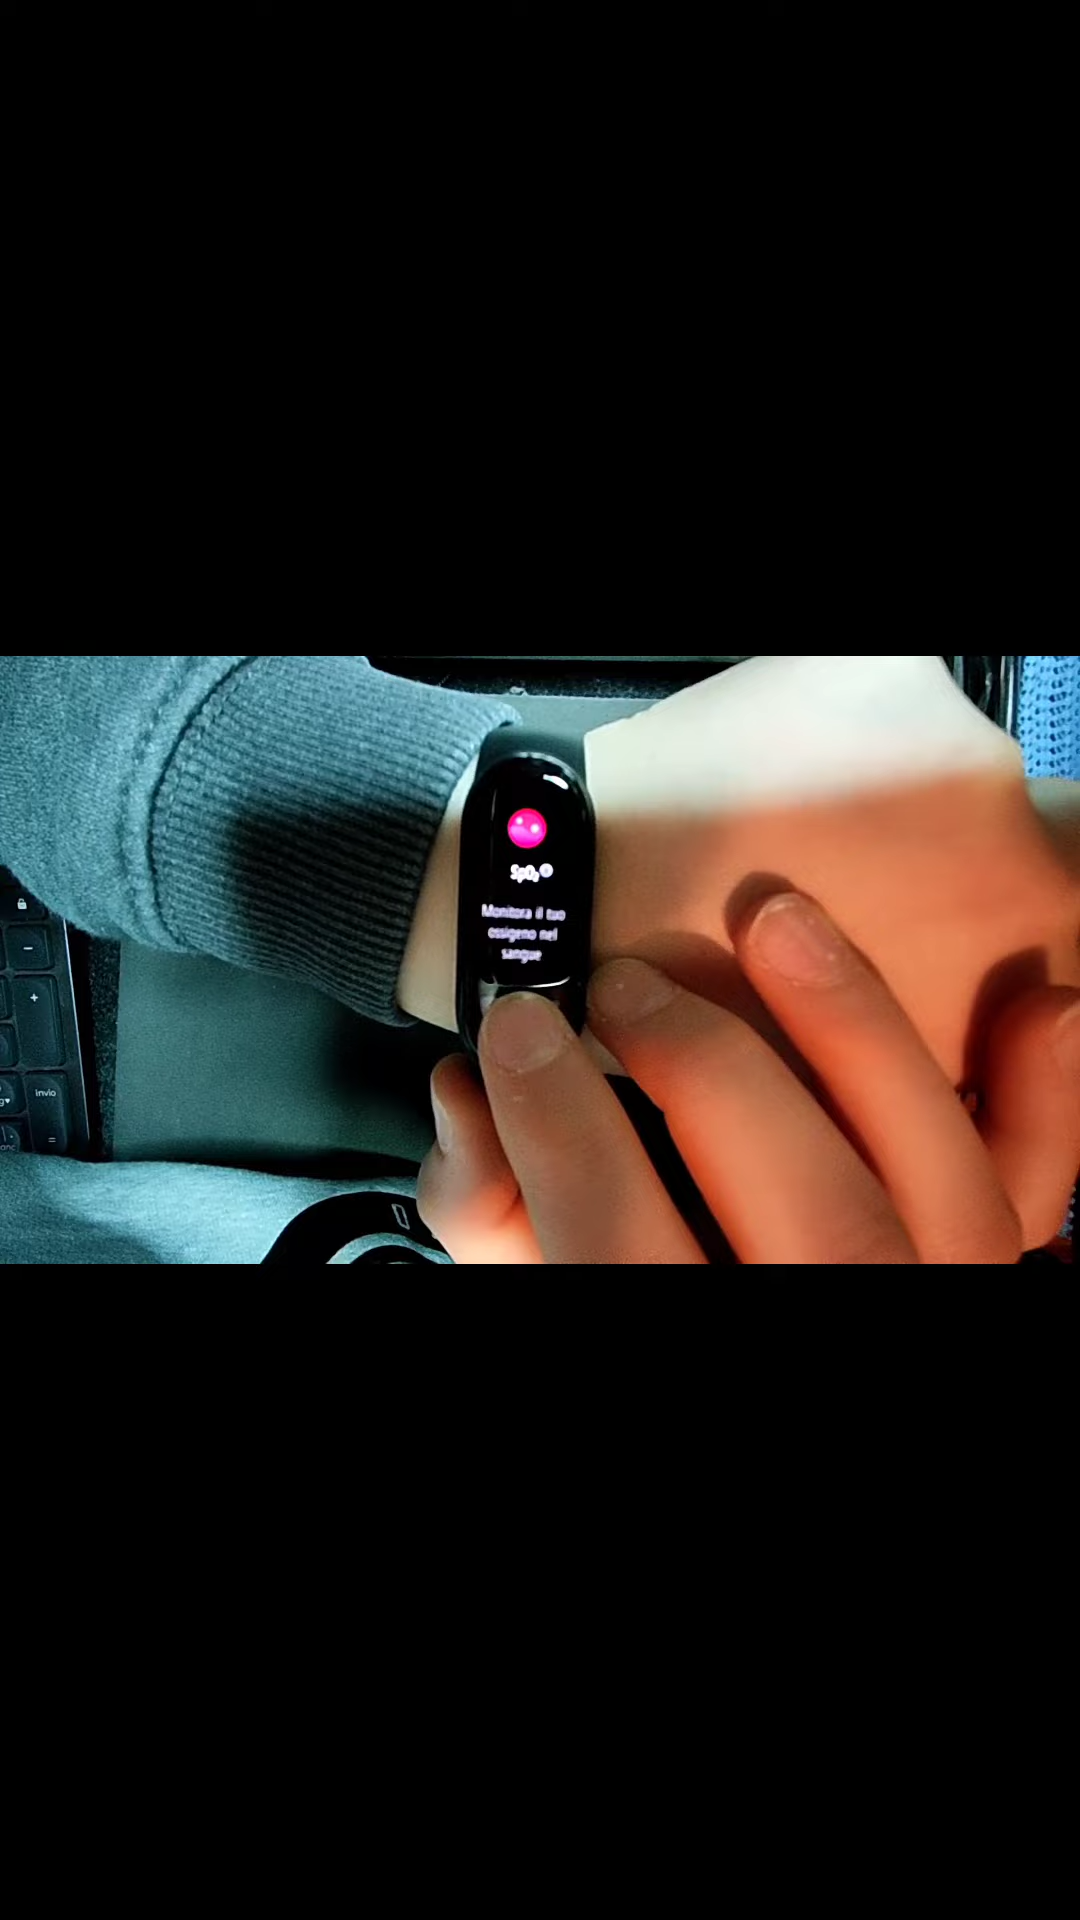 SpO₂
Monitora il tuo
ossigeno nel
sangue
−
+
invio
=